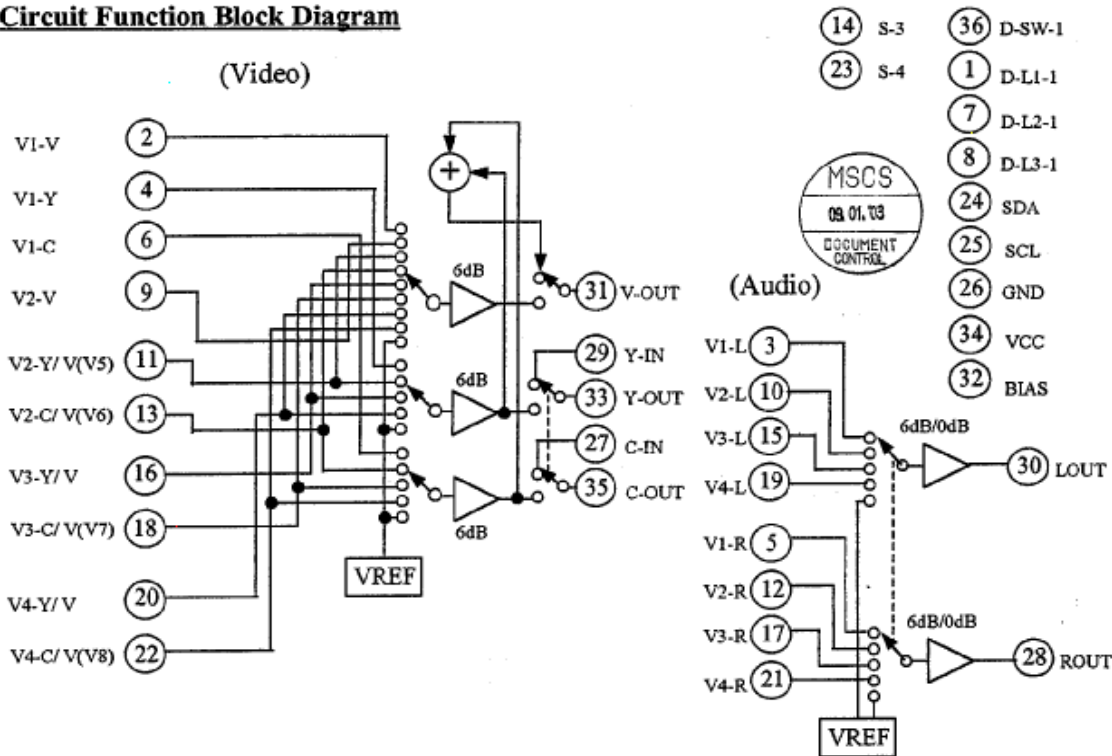 Circuit Function Block Diagram
(Video)
V1-V 2
V1-Y 4
V1-C 6
V2-V 9
V2-Y/ V(V5) 11
V2-C/ V(V6) 13
V3-Y/ V 16
V3-C/ V(V7) 18
V4-Y/ V 20
V4-C/ V(V8) 22
+
6dB
6dB
6dB
VREF
31 V-OUT
29 Y-IN
33 Y-OUT
27 C-IN
35 C-OUT
14 S-3
23 S-4
36 D-SW-1
1 D-L1-1
7 D-L2-1
8 D-L3-1
24 SDA
25 SCL
26 GND
34 VCC
32 BIAS
MSCS
09.01.'03
DOCUMENT
CONTROL
(Audio)
V1-L 3
V2-L 10
V3-L 15
V4-L 19
6dB/0dB
30 LOUT
V1-R 5
V2-R 12
V3-R 17
V4-R 21
6dB/0dB
28 ROUT
VREF